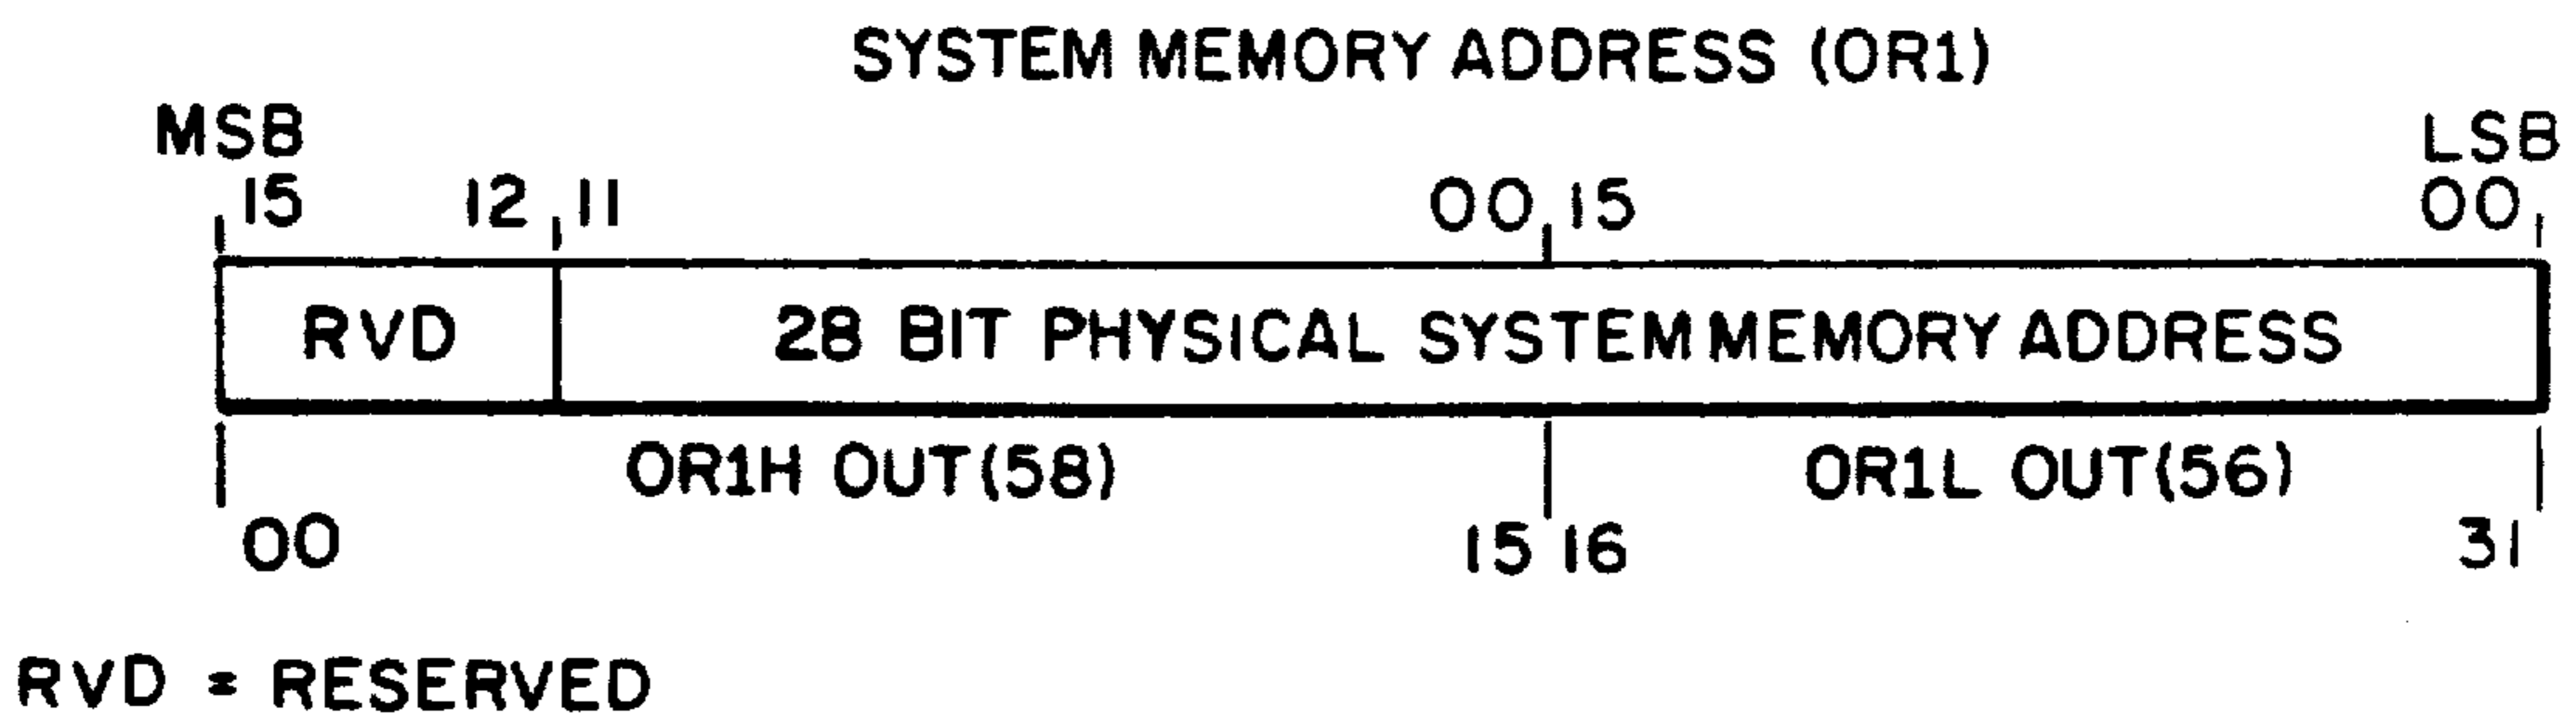 SYSTEM MEMORY ADDRESS (OR1)
MSB LSB
15 12 11 00 15 00
RVD 28 BIT PHYSICAL SYSTEM MEMORY ADDRESS
OR1H OUT(58) OR1L OUT(56)
00 15 16 31
RVD = RESERVED